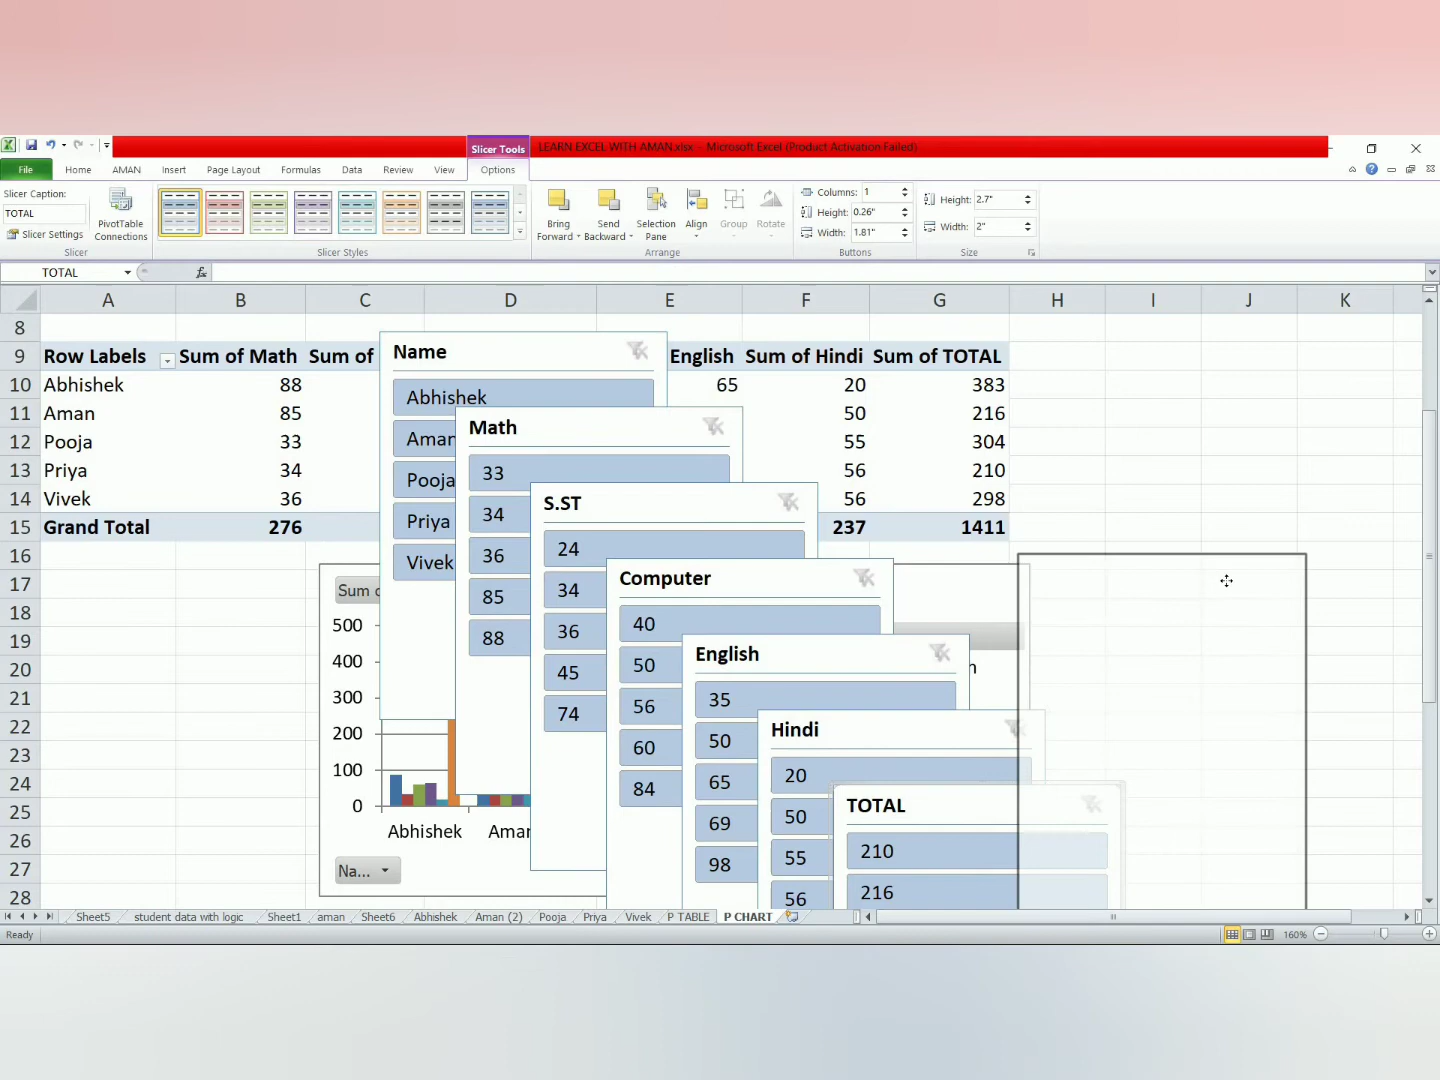 Slicer Tools LEARN EXCEL WITH AMAN.xlsx - Microsoft Excel (Product Activation Failed)
File Home AMAN Insert Page Layout Formulas Data Review View Options
Slicer Caption:
TOTAL
Slicer Settings
PivotTable
Connections
Bring
Forward
Send
Backward
Selection
Pane
Align
Group
Rotate
Columns: 1
Height: 0.26"
Width: 1.81"
Height: 2.7"
Width: 2"
Slicer Slicer Styles Arrange Buttons Size
TOTAL fx
A B C D E F G H I J K
8
9 Row Labels Sum of Math Sum of English Sum of Hindi Sum of TOTAL
10 Abhishek 88 65 20 383
11 Aman 85 50 216
12 Pooja 33 55 304
13 Priya 34 56 210
14 Vivek 36 56 298
15 Grand Total 276 237 1411
16
17
18
19
20
21
22
23
24
25
26
27
28
Name
Abhishek
Aman
Pooja
Priya
Vivek
Math
33
34
36
85
88
S.ST
24
34
36
45
74
Computer
40
50
56
60
84
English
35
50
65
69
98
Hindi
20
50
55
56
TOTAL
210
216
Sum o
500
400
300
200
100
0
Abhishek Aman
Na...
n
Sheet5 student data with logic Sheet1 aman Sheet6 Abhishek Aman (2) Pooja Priya Vivek P TABLE P CHART
Ready 160%